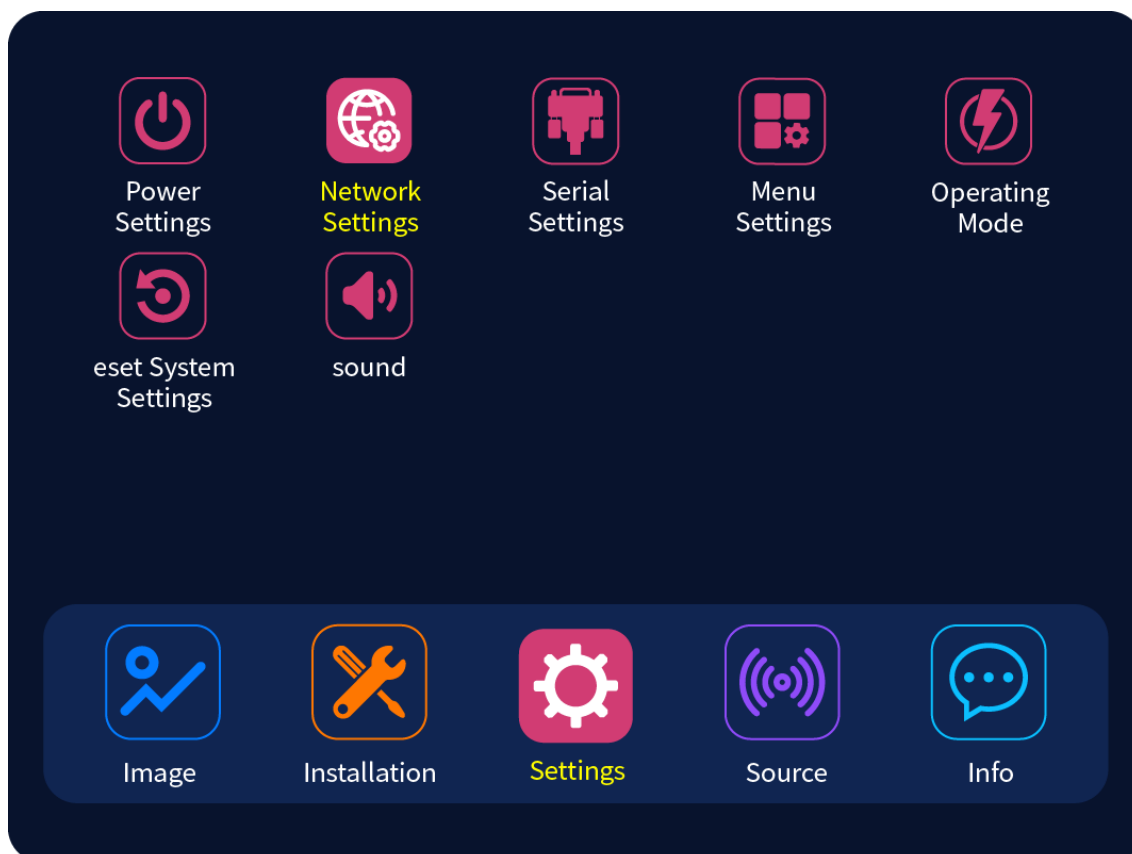 Power
Settings
Network
Settings
Serial
Settings
Menu
Settings
Operating
Mode
eset System
Settings
sound
Image
Installation
Settings
Source
Info